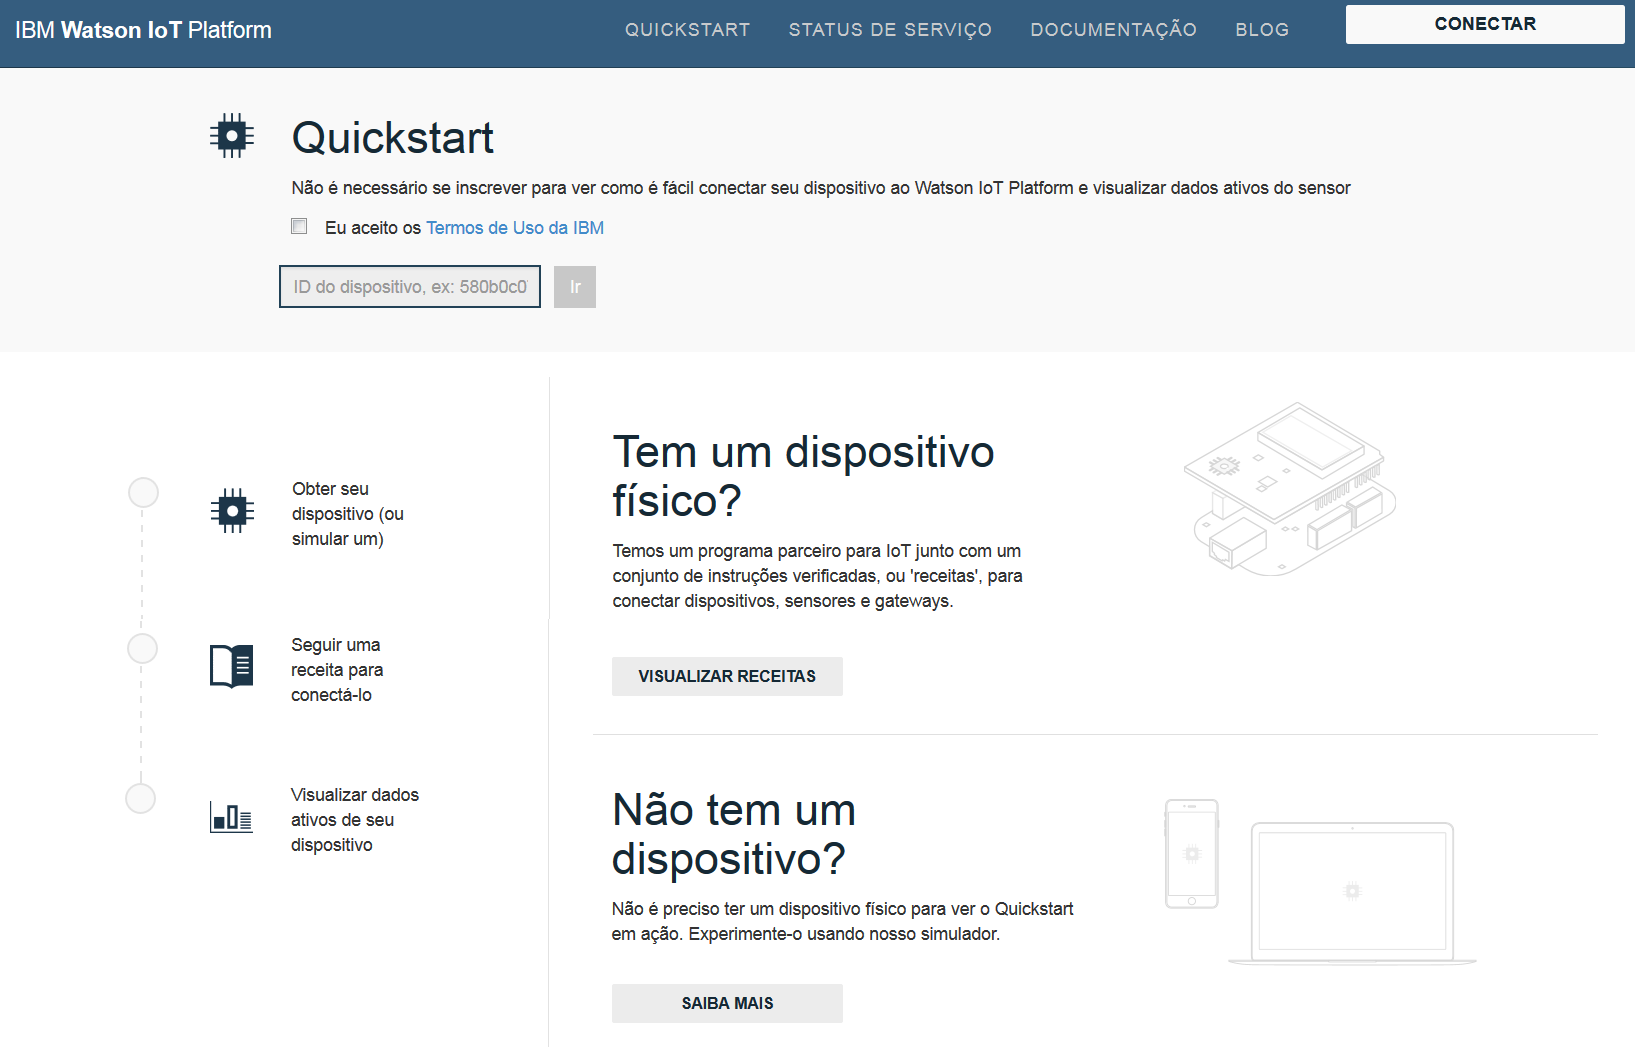 IBM Watson IoT Platform
QUICKSTART
STATUS DE SERVIÇO
DOCUMENTAÇÃO
BLOG
CONECTAR
Quickstart
Não é necessário se inscrever para ver como é fácil conectar seu dispositivo ao Watson IoT Platform e visualizar dados ativos do sensor
Eu aceito os Termos de Uso da IBM
ID do dispositivo, ex: 580b0c0
Ir
Obter seu
dispositivo (ou
simular um)
Seguir uma
receita para
conectá-lo
Visualizar dados
ativos de seu
dispositivo
Tem um dispositivo
físico?
Temos um programa parceiro para IoT junto com um
conjunto de instruções verificadas, ou 'receitas', para
conectar dispositivos, sensores e gateways.
VISUALIZAR RECEITAS
Não tem um
dispositivo?
Não é preciso ter um dispositivo físico para ver o Quickstart
em ação. Experimente-o usando nosso simulador.
SAIBA MAIS